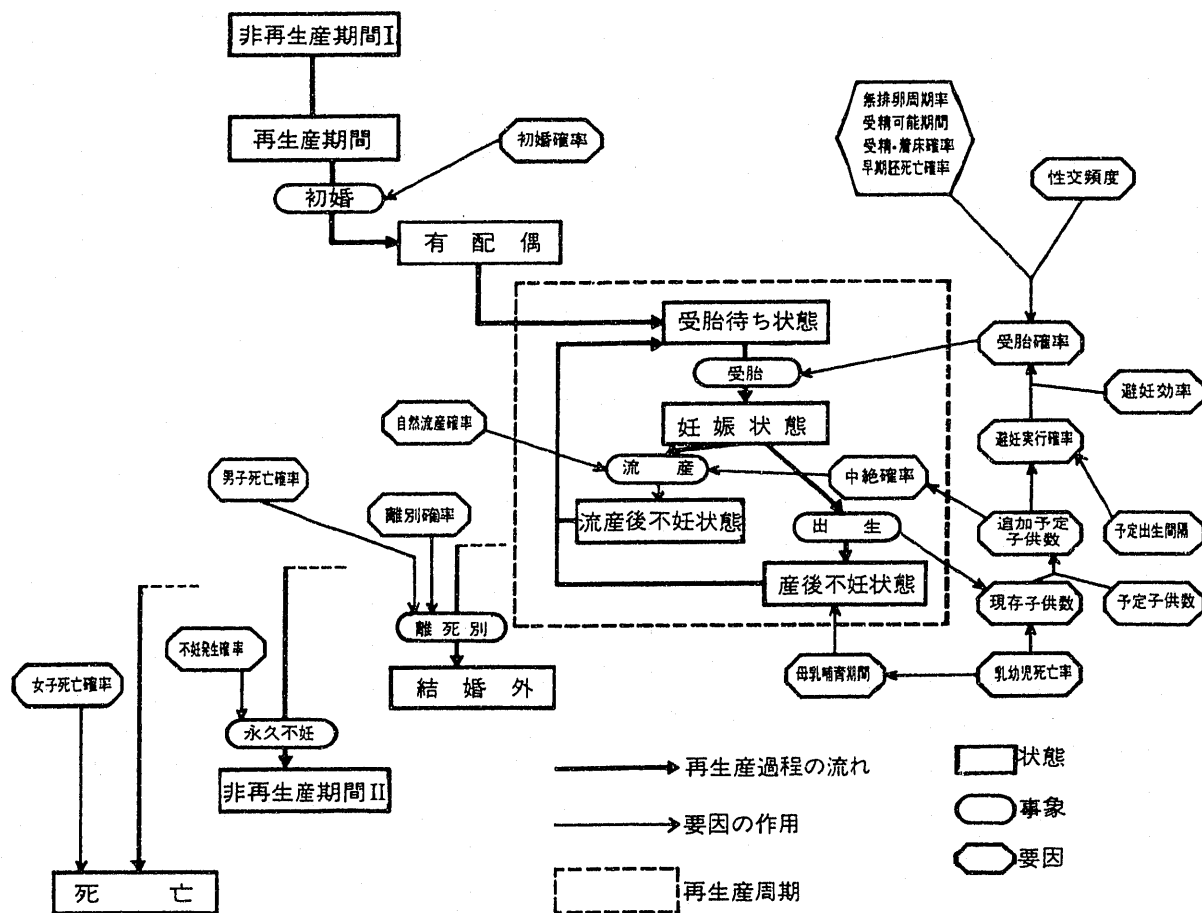 非再生産期間I
再生産期間
初婚確率
初婚
有配偶
無排卵周期率
受精可能期間
受精・着床確率
早期胚死亡確率
性交頻度
受胎待ち状態
受胎確率
受胎
避妊効率
妊娠状態
自然流産確率
避妊実行確率
流産
中絶確率
男子死亡確率
離別確率
流産後不妊状態
出生
追加予定
子供数
予定出生間隔
産後不妊状態
現存子供数
予定子供数
離死別
不妊発生確率
女子死亡確率
結婚外
母乳哺育期間
乳幼児死亡率
永久不妊
非再生産期間II
死亡
再生産過程の流れ
要因の作用
再生産周期
状態
事象
要因